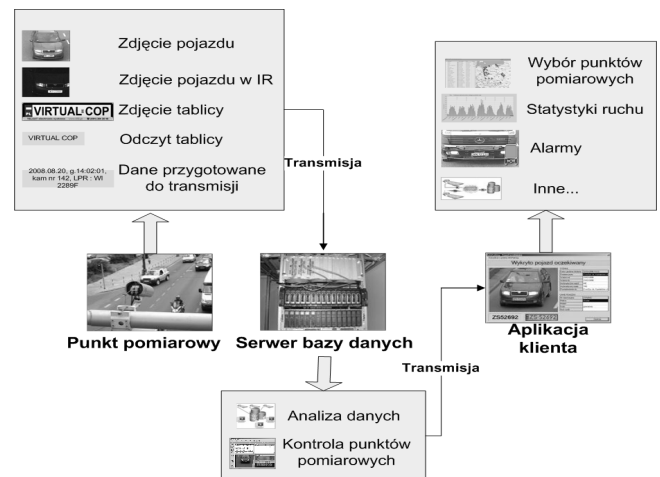 Zdjęcie pojazdu
Zdjęcie pojazdu w IR
VIRTUAL COP
Zdjęcie tablicy
VIRTUAL COP
Odczyt tablicy
2008.08.20, g.14:02:01,
kam nr 142, LPR : WI
2289F
Dane przygotowane
do transmisji
Transmisja
Punkt pomiarowy
Serwer bazy danych
Analiza danych
Kontrola punktów
pomiarowych
Transmisja
Wybór punktów
pomiarowych
Statystyki ruchu
Alarmy
Inne...
Wykryto pojazd oczekiwany
ZS52692
Aplikacja
klienta